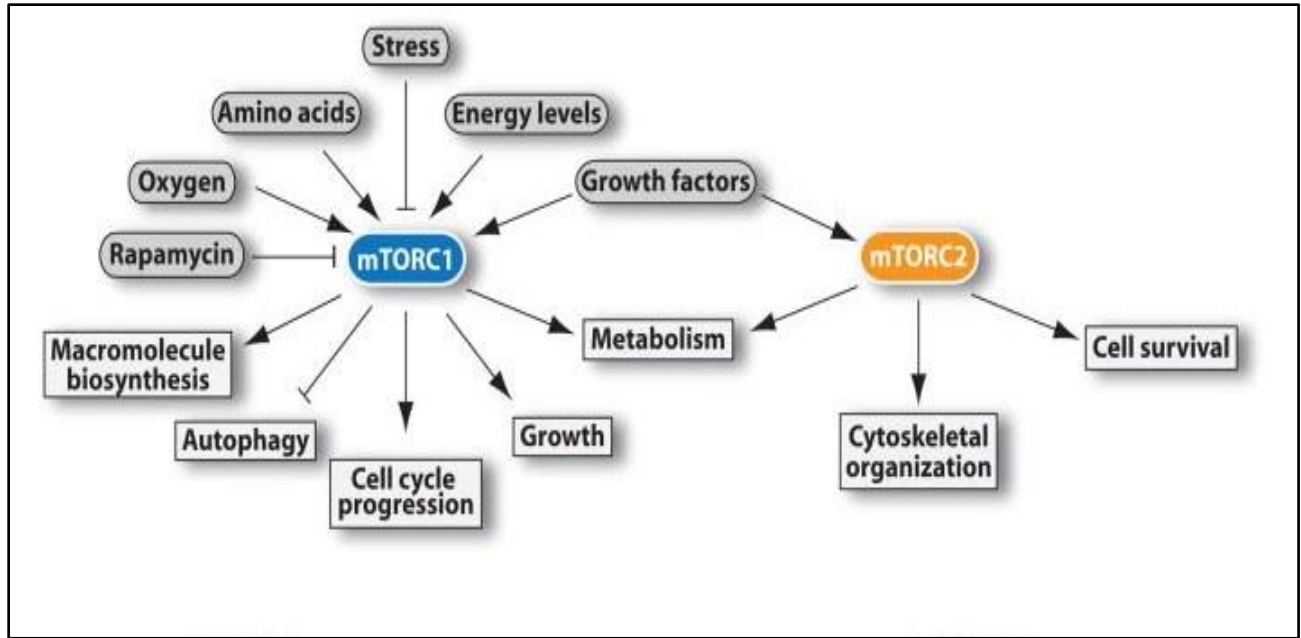 Stress
Amino acids
Energy levels
Oxygen
Growth factors
Rapamycin
mTORC1
mTORC2
Macromolecule
biosynthesis
Metabolism
Cell survival
Autophagy
Growth
Cytoskeletal
organization
Cell cycle
progression